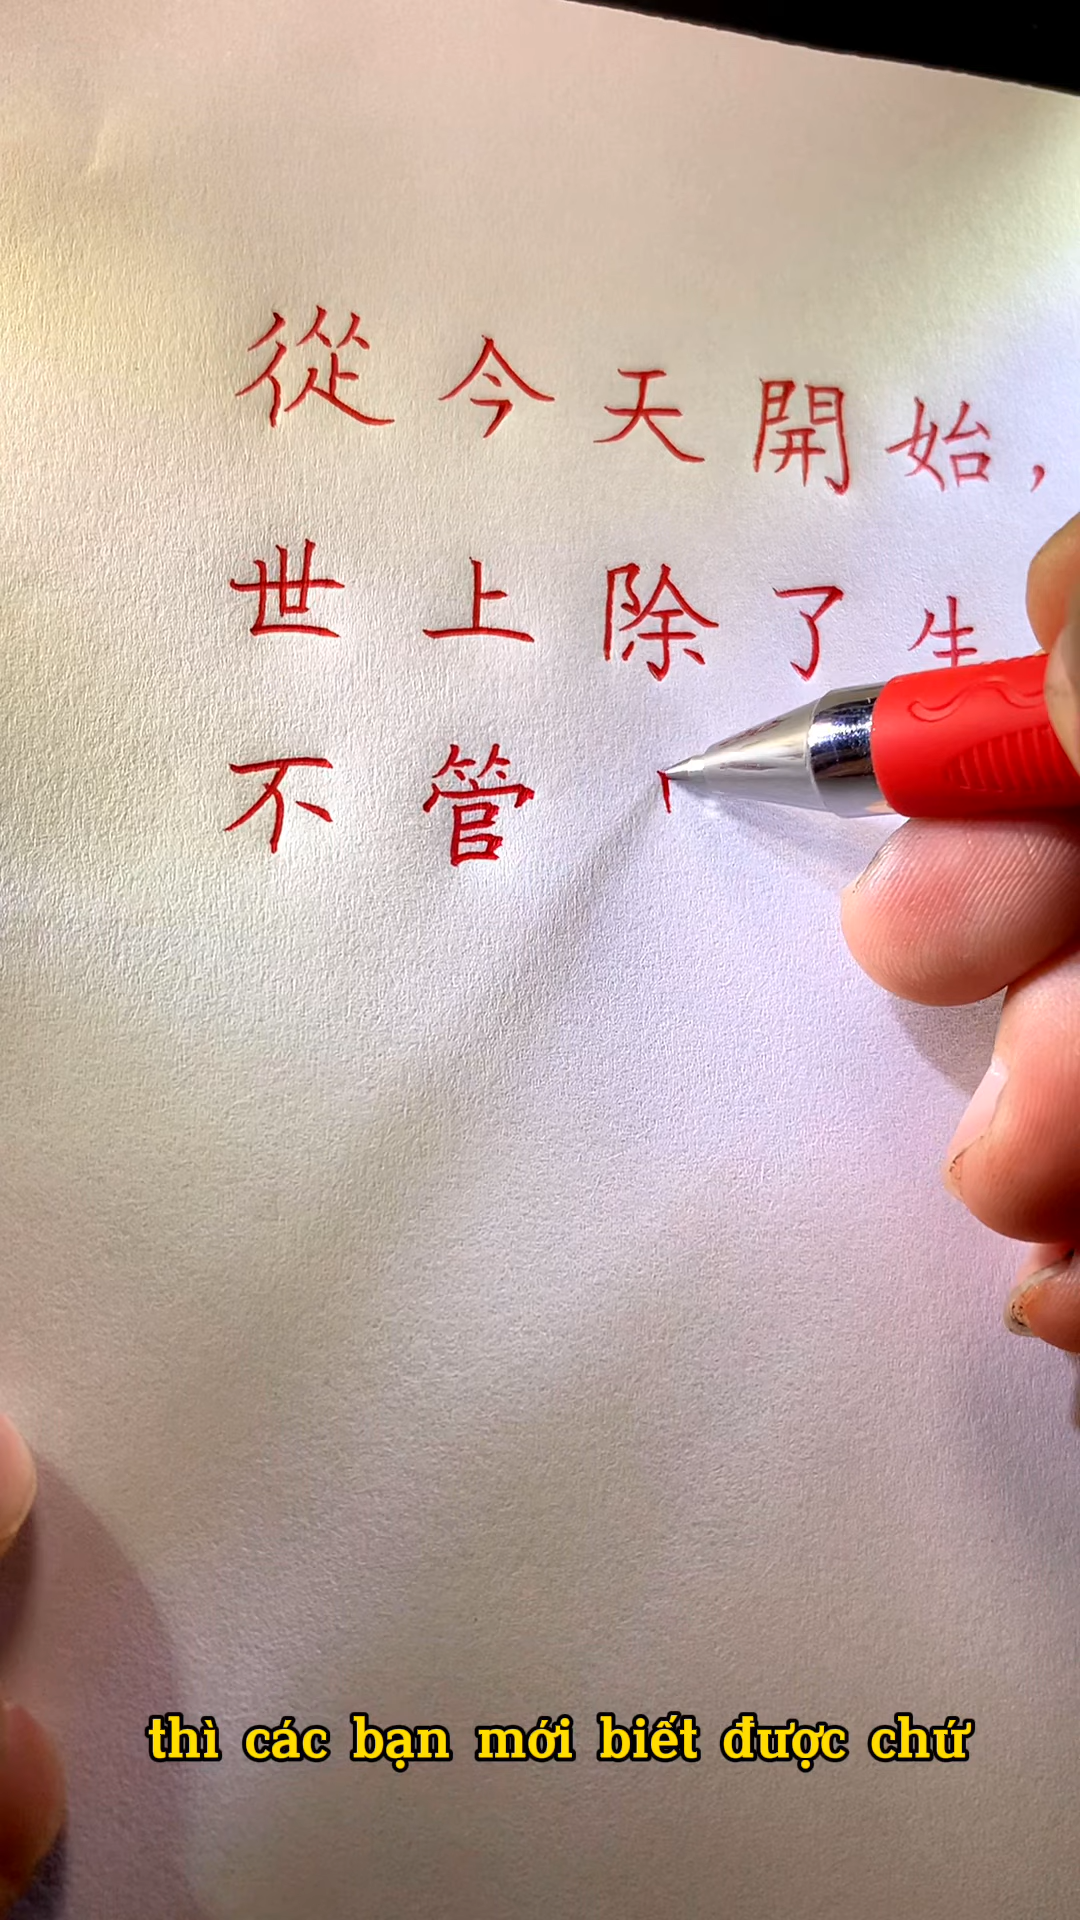 從今天開始，
世上除了生
不管
thì các bạn mới biết được chứ